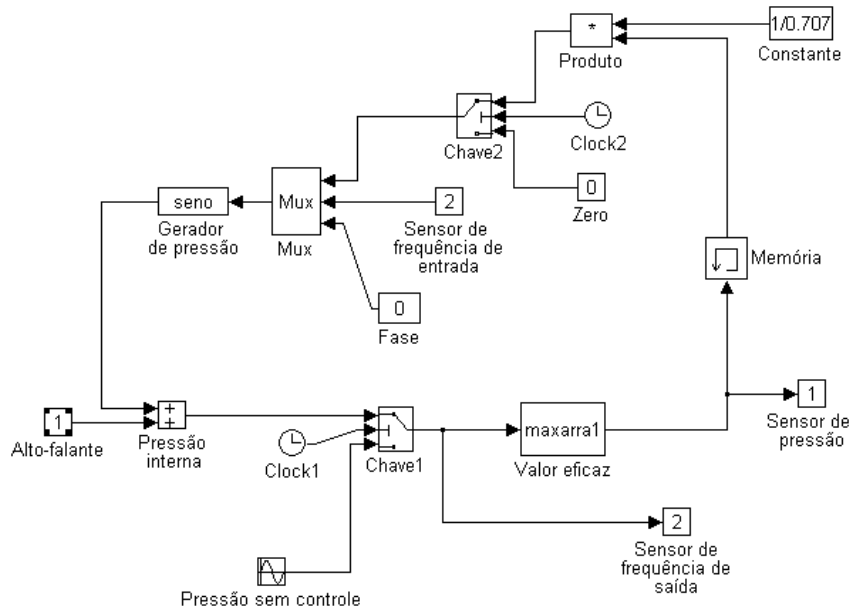 1/0.707
Constante
*
Produto
Chave2
Clock2
0
Zero
seno
Gerador
de pressão
Mux
Mux
2
Sensor de
frequência de
entrada
0
Fase
Memória
1
Sensor de
pressão
1
Alto-falante
+
+
Pressão
interna
Clock1
Chave1
maxarra1
Valor eficaz
2
Sensor de
frequência de
saída
Pressão sem controle